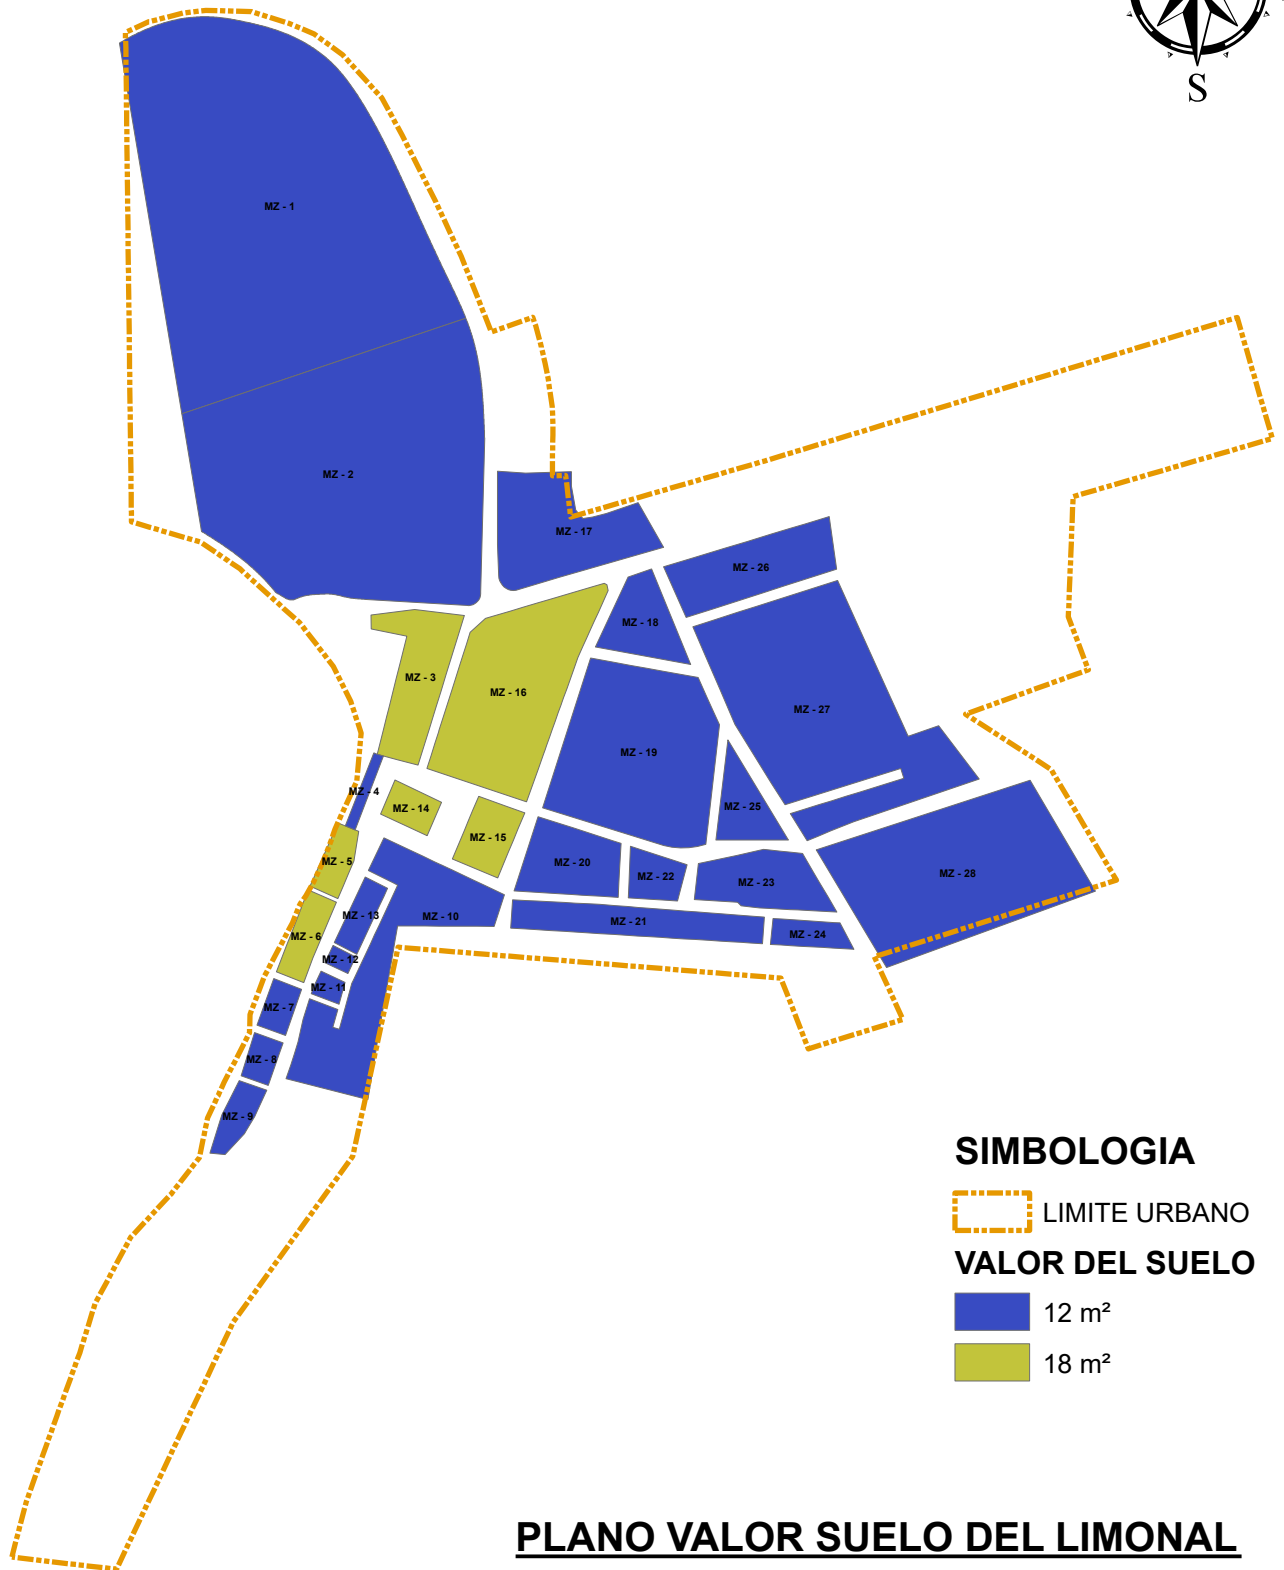 S
MZ - 1
MZ - 2
MZ - 17
MZ - 26
MZ - 18
MZ - 3
MZ - 16
MZ - 27
MZ - 19
MZ - 4
MZ - 14
MZ - 25
MZ - 15
MZ - 5
MZ - 20
MZ - 22
MZ - 23
MZ - 28
MZ - 13
MZ - 10
MZ - 21
MZ - 6
MZ - 24
MZ - 12
MZ - 11
MZ - 7
MZ - 8
MZ - 9
SIMBOLOGIA
LIMITE URBANO
VALOR DEL SUELO
12 m²
18 m²
PLANO VALOR SUELO DEL LIMONAL